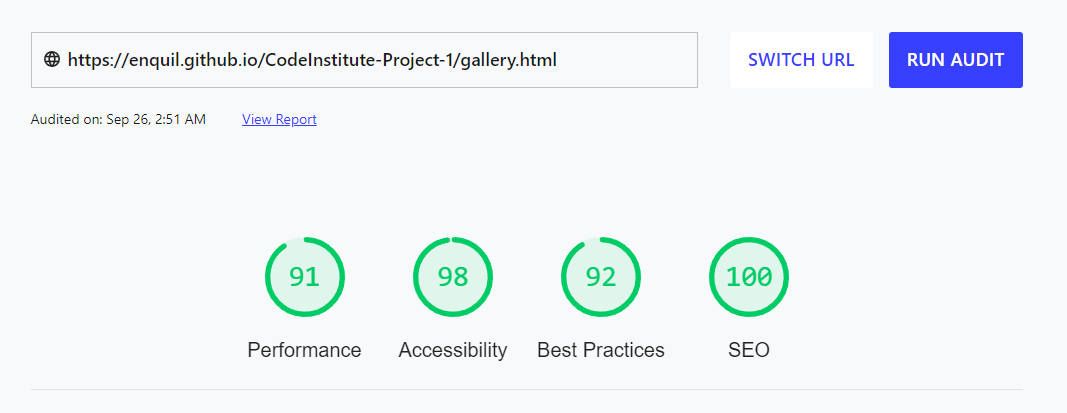 https://enquil.github.io/CodeInstitute-Project-1/gallery.html
SWITCH URL
RUN AUDIT
Audited on: Sep 26, 2:51 AM
View Report
91
98
92
100
Performance
Accessibility
Best Practices
SEO